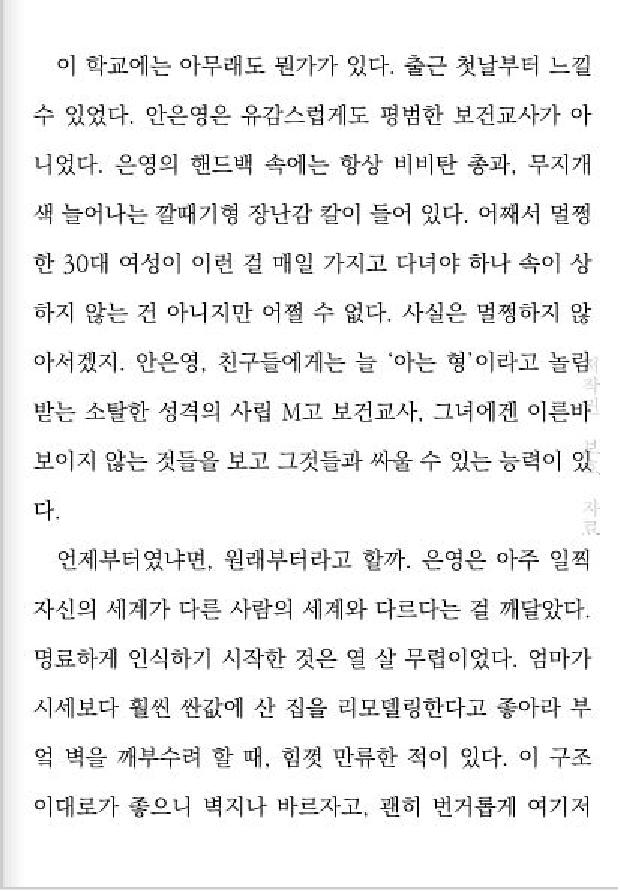 이 학교에는 아무래도 뭔가가 있다. 출근 첫날부터 느낄
수 있었다. 안은영은 유감스럽게도 평범한 보건교사가 아
니었다. 은영의 핸드백 속에는 항상 비비탄 총과, 무지개
색 늘어나는 깔때기형 장난감 칼이 들어 있다. 어째서 멀쩡
한 30대 여성이 이런 걸 매일 가지고 다녀야 하나 속이 상
하지 않는 건 아니지만 어쩔 수 없다. 사실은 멀쩡하지 않
아서겠지. 안은영, 친구들에게는 늘 ‘아는 형’이라고 놀림
받는 소탈한 성격의 사립 M고 보건교사, 그녀에겐 이른바
보이지 않는 것들을 보고 그것들과 싸울 수 있는 능력이 있
다.
언제부터였냐면, 원래부터라고 할까. 은영은 아주 일찍
자신의 세계가 다른 사람의 세계와 다르다는 걸 깨달았다.
명료하게 인식하기 시작한 것은 열 살 무렵이었다. 엄마가
시세보다 훨씬 싼값에 산 집을 리모델링한다고 좋아라 부
엌 벽을 깨부수려 할 때, 힘껏 만류한 적이 있다. 이 구조
이대로가 좋으니 벽지나 바르자고, 괜히 번거롭게 여기저
자료